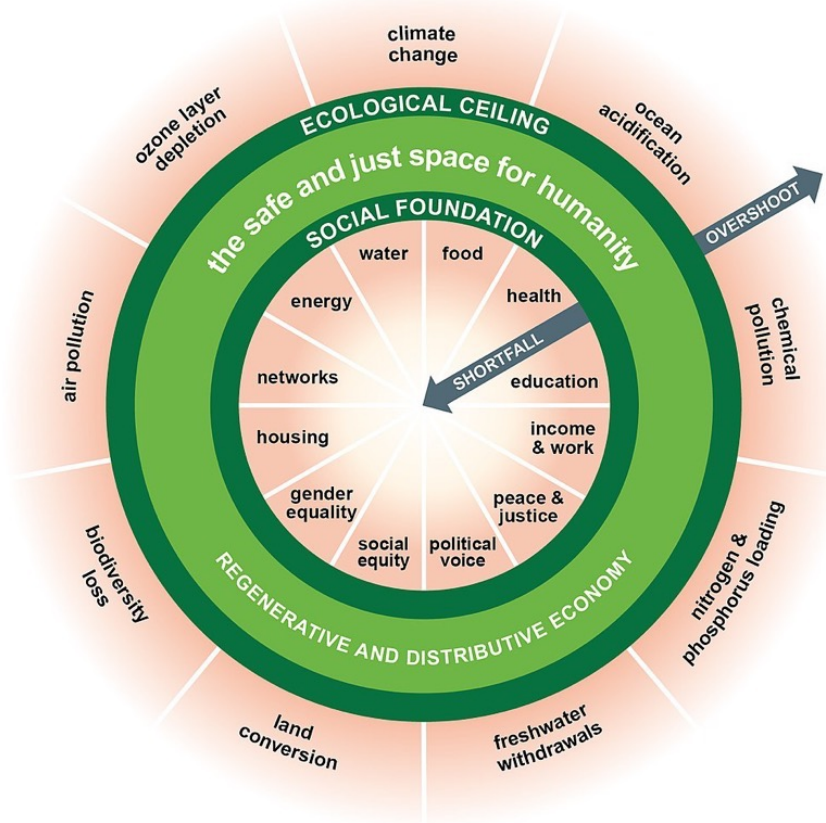 climate
change
ocean
acidification
chemical
pollution
nitrogen &
phosphorus loading
freshwater
withdrawals
land
conversion
biodiversity
loss
air pollution
ozone layer
depletion
OVERSHOOT
ECOLOGICAL CEILING
the safe and just space for humanity
SOCIAL FOUNDATION
water
food
health
SHORTFALL
education
income
& work
peace &
justice
political
voice
social
equity
gender
equality
housing
networks
energy
REGENERATIVE AND DISTRIBUTIVE ECONOMY